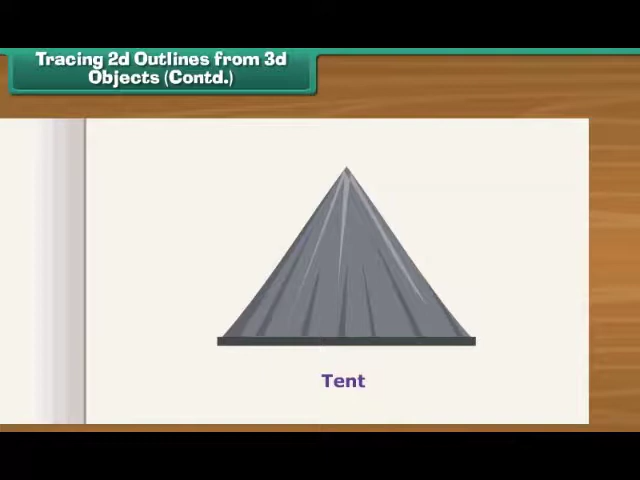 Tracing 2d Outlines from 3d
Objects (Contd.)
Tent